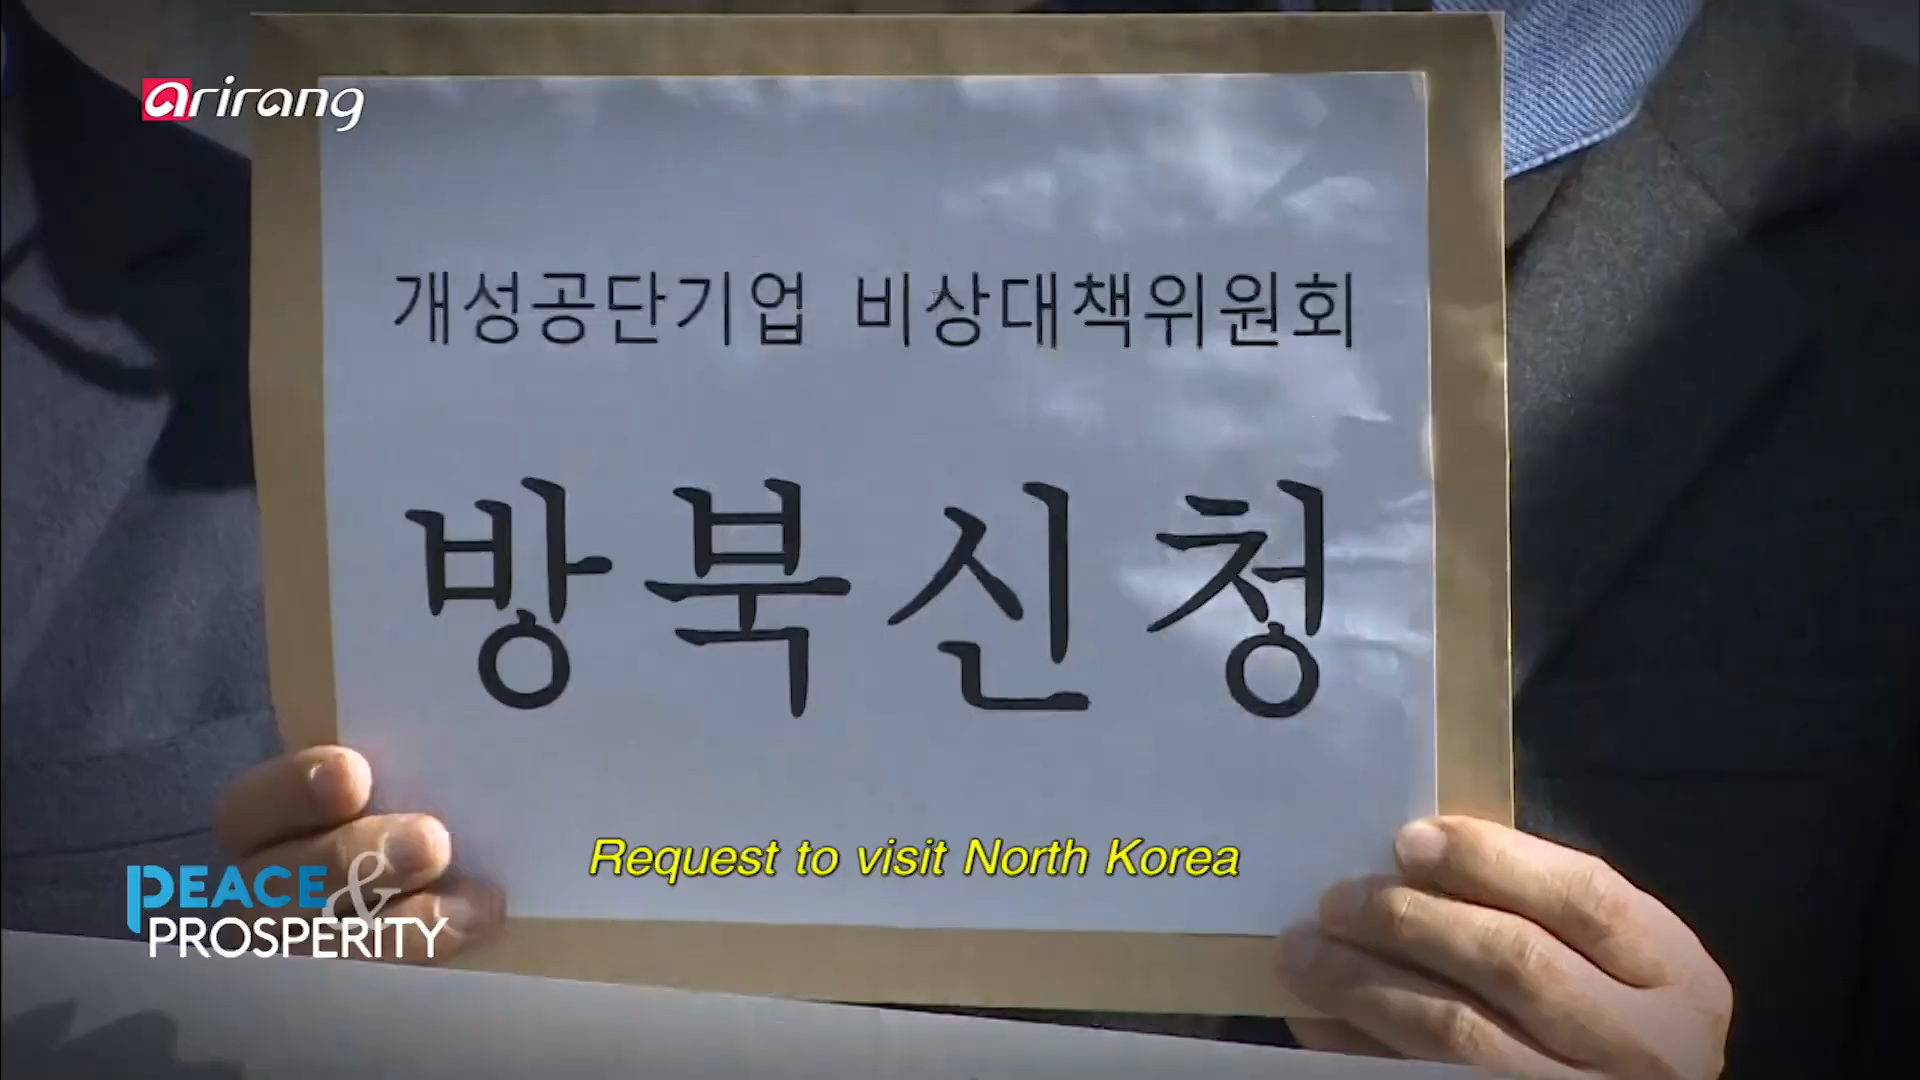 arirang
개성공단기업 비상대책위원회
방북신청
Request to visit North Korea
PEACE &
PROSPERITY